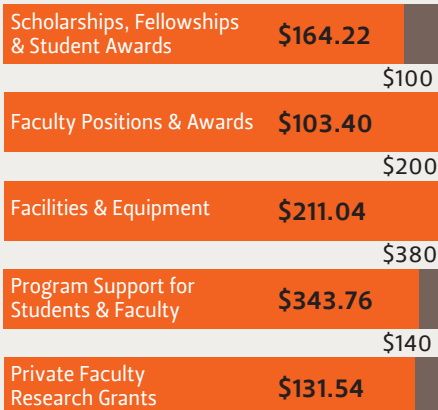 Scholarships, Fellowships
& Student Awards
$164.22
$100
Faculty Positions & Awards
$103.40
$200
Facilities & Equipment
$211.04
$380
Program Support for
Students & Faculty
$343.76
$140
Private Faculty
Research Grants
$131.54